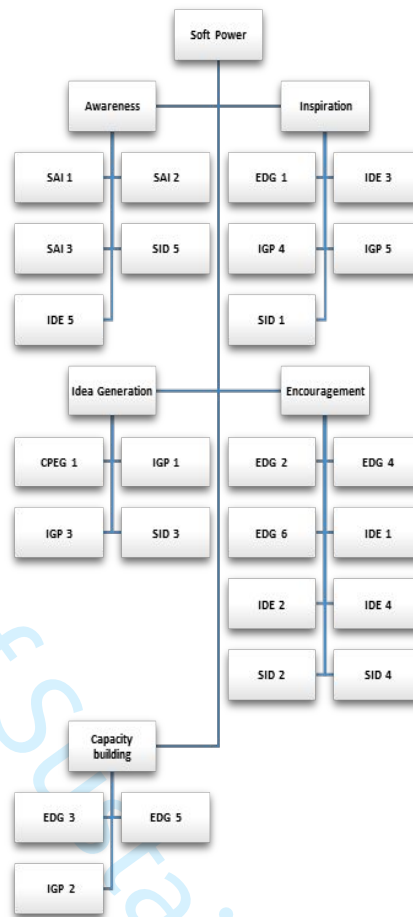 Soft Power
Awareness
Inspiration
SAI 1
SAI 2
EDG 1
IDE 3
SAI 3
SID 5
IGP 4
IGP 5
IDE 5
SID 1
Idea Generation
Encouragement
CPEG 1
IGP 1
EDG 2
EDG 4
IGP 3
SID 3
EDG 6
IDE 1
IDE 2
IDE 4
SID 2
SID 4
Capacity
building
EDG 3
EDG 5
IGP 2
f Sustai